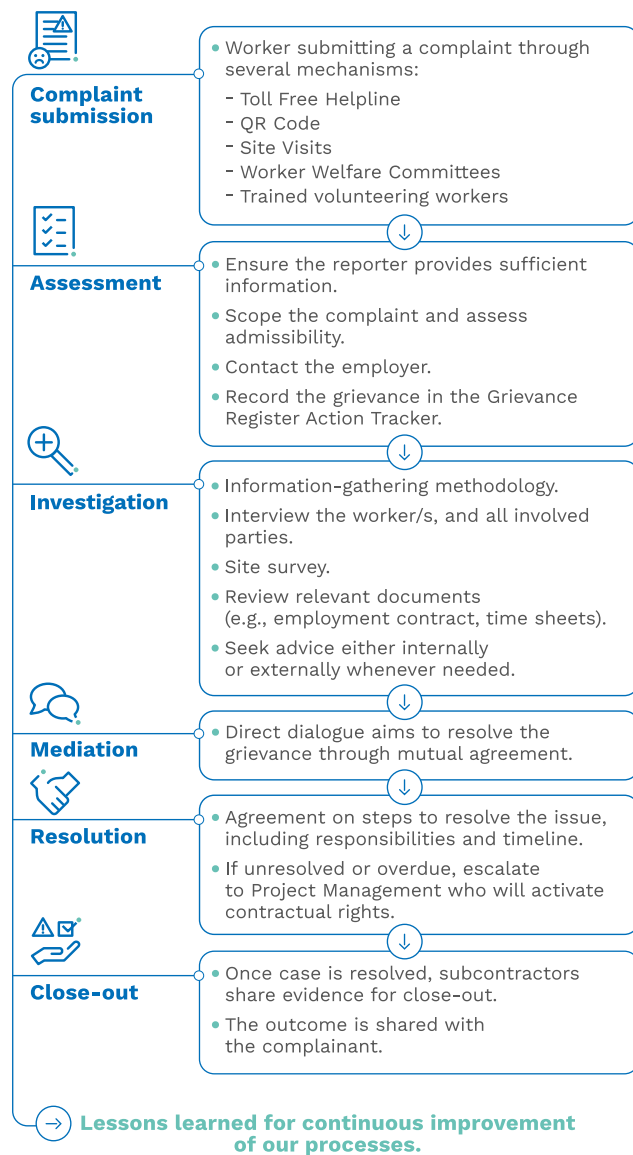 Complaint
submission
• Worker submitting a complaint through
several mechanisms:
- Toll Free Helpline
- QR Code
- Site Visits
- Worker Welfare Committees
- Trained volunteering workers
Assessment
• Ensure the reporter provides sufficient
information.
• Scope the complaint and assess
admissibility.
• Contact the employer.
• Record the grievance in the Grievance
Register Action Tracker.
Investigation
• Information-gathering methodology.
• Interview the worker/s, and all involved
parties.
• Site survey.
• Review relevant documents
(e.g., employment contract, time sheets).
• Seek advice either internally
or externally whenever needed.
Mediation
• Direct dialogue aims to resolve the
grievance through mutual agreement.
Resolution
• Agreement on steps to resolve the issue,
including responsibilities and timeline.
• If unresolved or overdue, escalate
to Project Management who will activate
contractual rights.
Close-out
• Once case is resolved, subcontractors
share evidence for close-out.
• The outcome is shared with
the complainant.
Lessons learned for continuous improvement
of our processes.